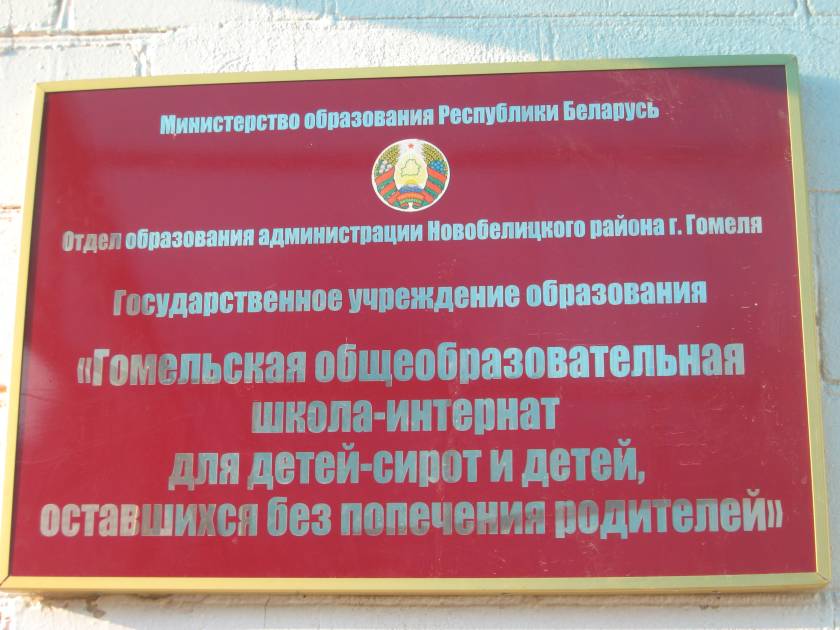 Министерство образования Республики Беларусь
Отдел образования администрации Новобелицкого района г. Гомеля
Государственное учреждение образования
«Гомельская общеобразовательная
школа-интернат
для детей-сирот и детей,
оставшихся без попечения родителей»